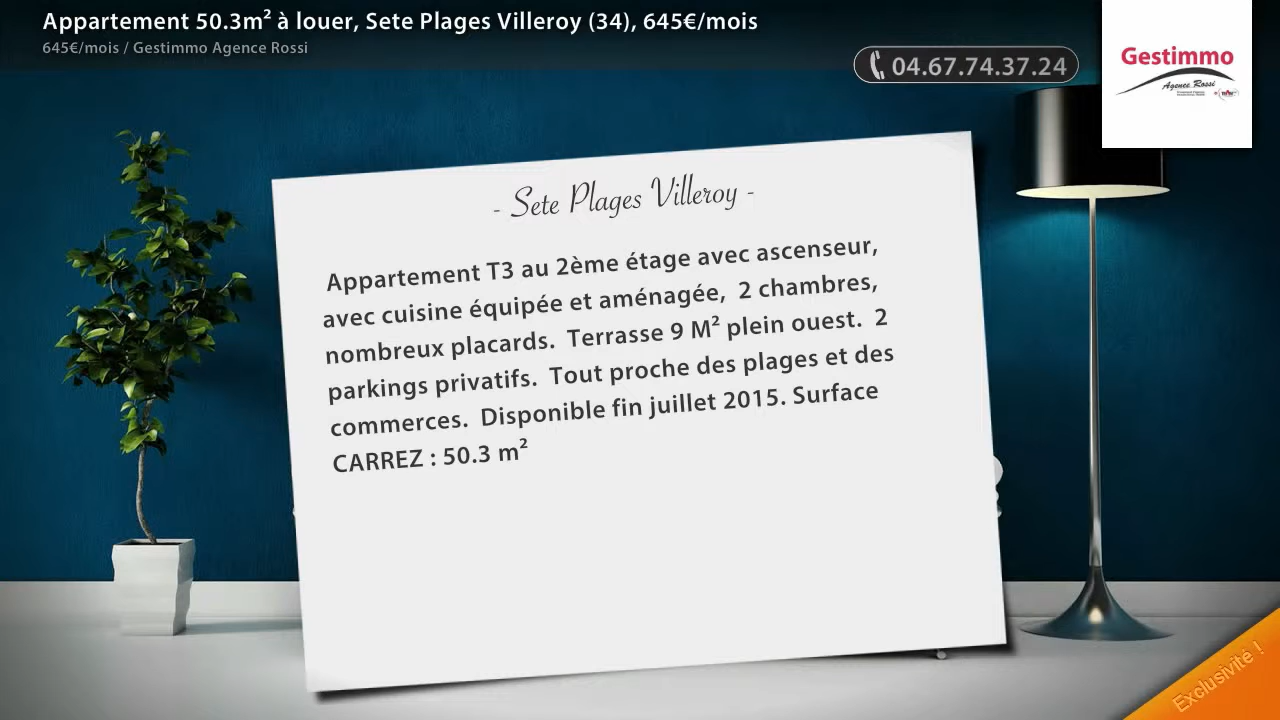 Appartement 50.3m² à louer, Sete Plages Villeroy (34), 645€/mois
645€/mois / Gestimmo Agence Rossi
04.67.74.37.24
Gestimmo
Agence Rossi
- Sete Plages Villeroy -
Appartement T3 au 2ème étage avec ascenseur,
avec cuisine équipée et aménagée, 2 chambres,
nombreux placards. Terrasse 9 M² plein ouest. 2
parkings privatifs. Tout proche des plages et des
commerces. Disponible fin juillet 2015. Surface
CARREZ : 50.3 m²
Exclusivité !